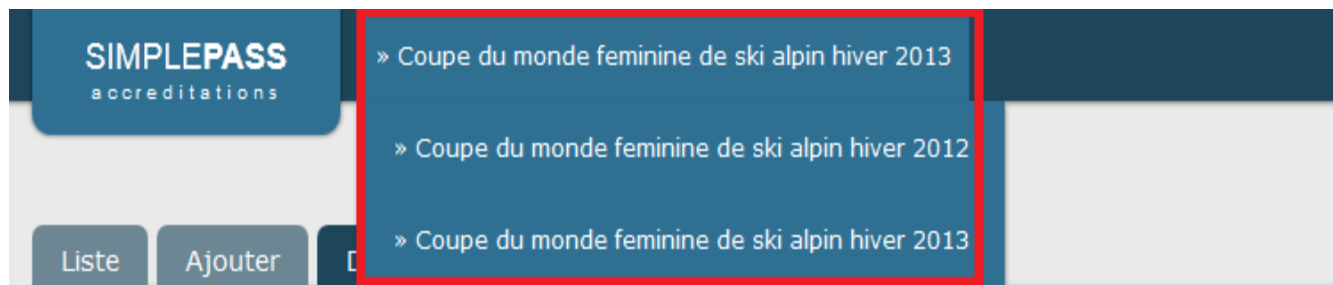 SIMPLEPASS
accreditations
» Coupe du monde feminine de ski alpin hiver 2013
» Coupe du monde feminine de ski alpin hiver 2012
» Coupe du monde feminine de ski alpin hiver 2013
Liste
Ajouter